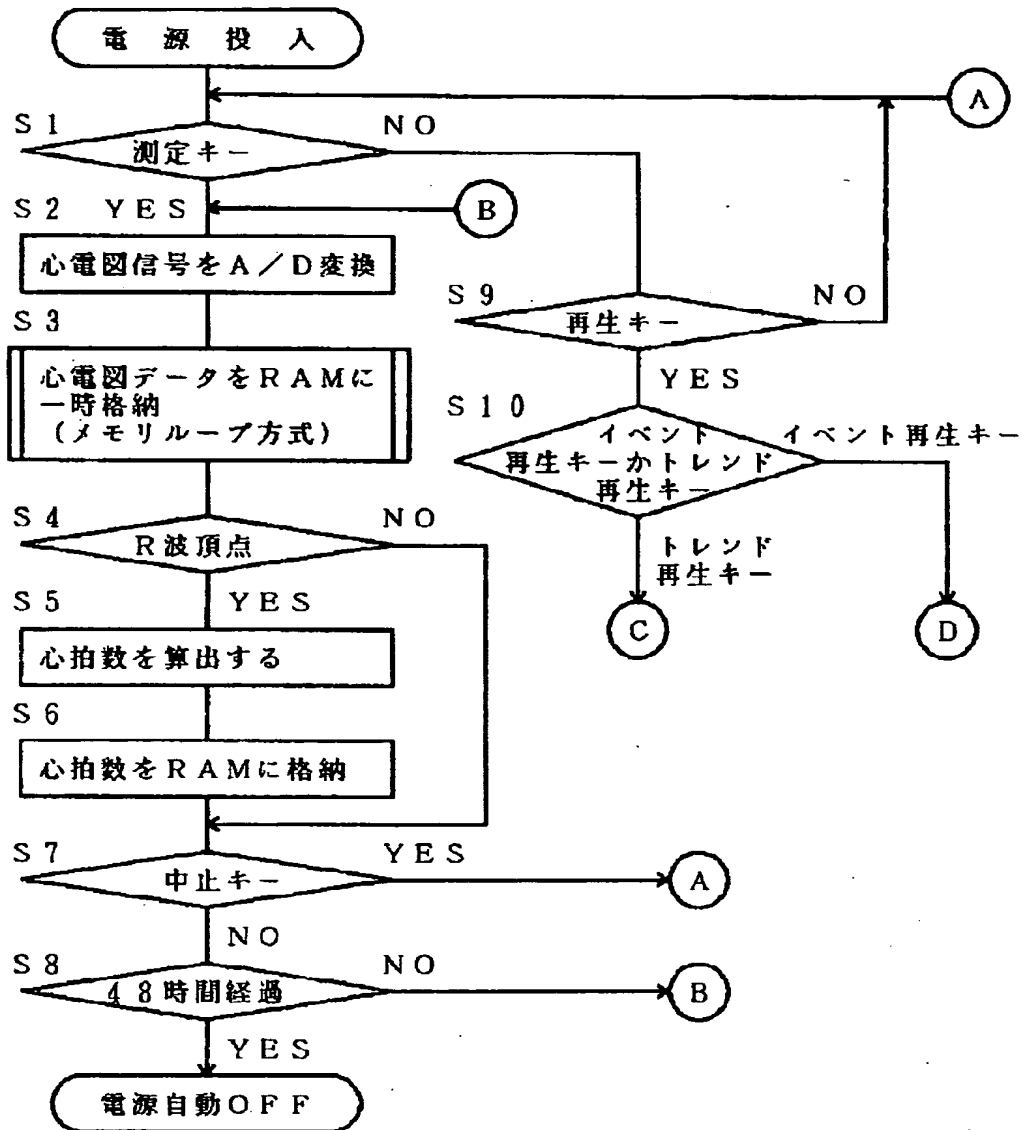 電源投入
A
S1
NO
測定キー
S2 YES
B
心電図信号をA/D変換
S9
NO
再生キー
S3
YES
心電図データをRAMに
一時格納
(メモリループ方式)
S10
イベント
再生キーかトレンド
再生キー
イベント再生キー
トレンド
再生キー
C
D
S4
NO
R波頂点
S5
YES
心拍数を算出する
S6
心拍数をRAMに格納
S7
YES
中止キー
A
NO
S8
NO
48時間経過
B
YES
電源自動OFF